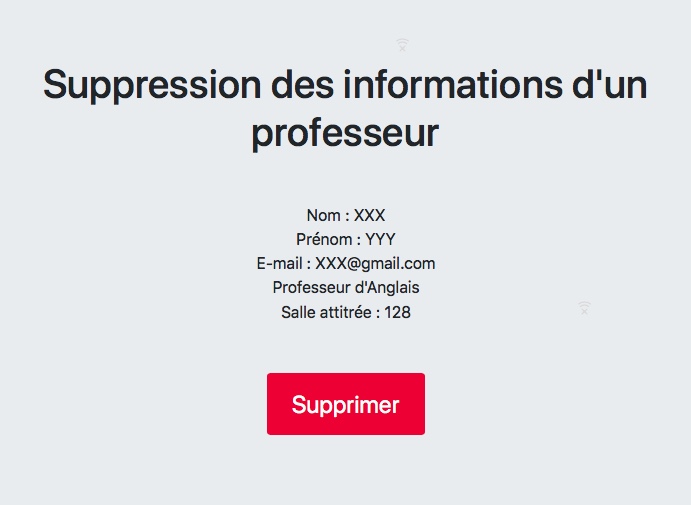 Suppression des informations d'un
professeur
Nom : XXX
Prénom : YYY
E-mail : XXX@gmail.com
Professeur d'Anglais
Salle attitrée : 128
Supprimer